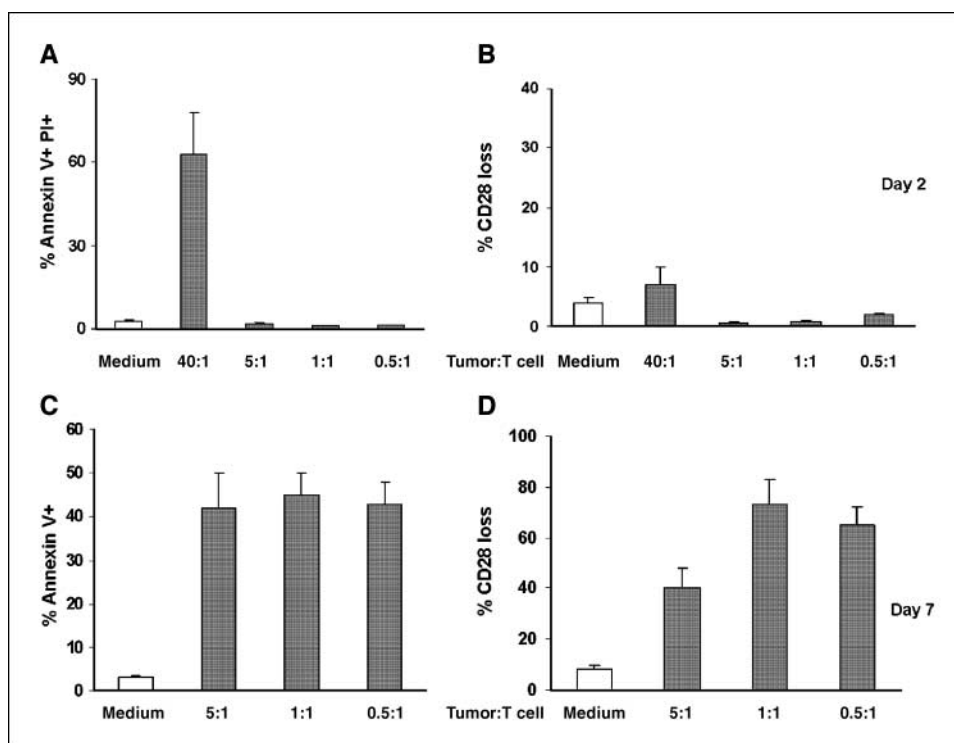 A
% Annexin V+ PI+
90
60
30
0
Medium 40:1 5:1 1:1 0.5:1
B
% CD28 loss
40
30
20
10
0
Day 2
Tumor:T cell Medium 40:1 5:1 1:1 0.5:1
C
% Annexin V+
60
50
40
30
20
10
0
Medium 5:1 1:1 0.5:1
D
% CD28 loss
100
80
60
40
20
0
Day 7
Tumor:T cell Medium 5:1 1:1 0.5:1